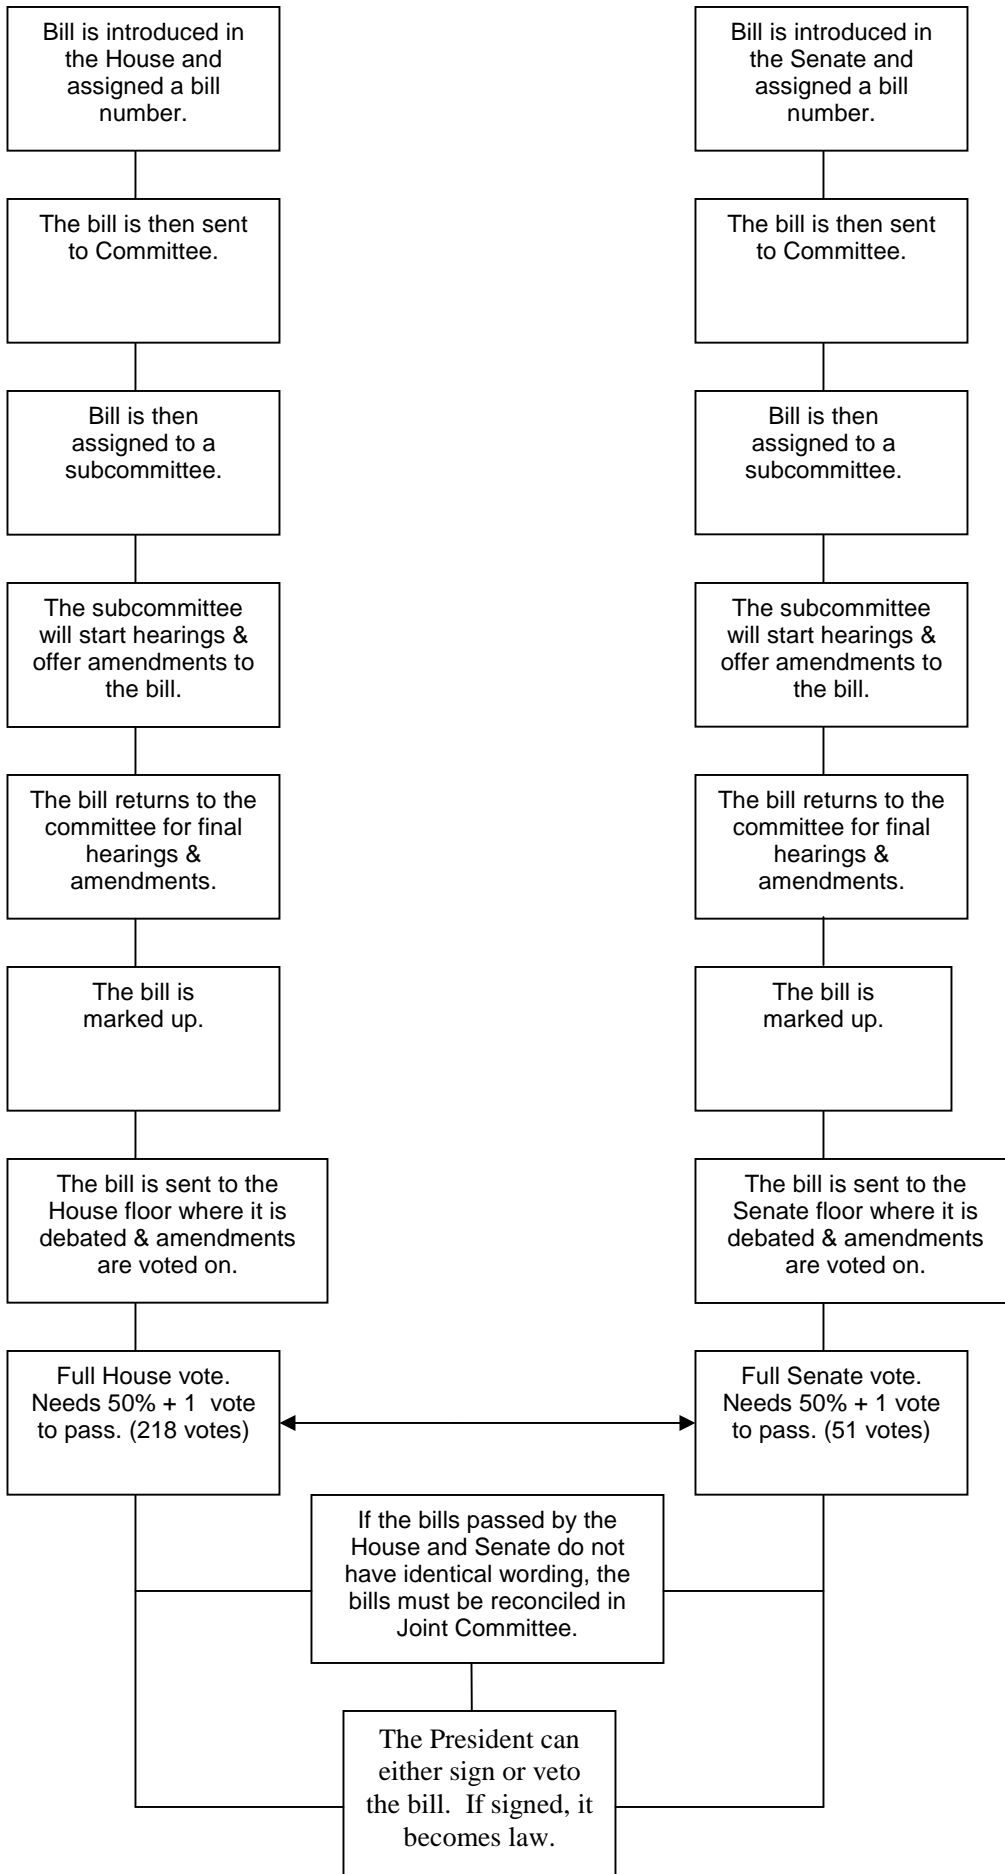 Bill is introduced in
the House and
assigned a bill
number.
Bill is introduced in
the Senate and
assigned a bill
number.
The bill is then sent
to Committee.
The bill is then sent
to Committee.
Bill is then
assigned to a
subcommittee.
Bill is then
assigned to a
subcommittee.
The subcommittee
will start hearings &
offer amendments to
the bill.
The subcommittee
will start hearings &
offer amendments to
the bill.
The bill returns to the
committee for final
hearings &
amendments.
The bill returns to the
committee for final
hearings &
amendments.
The bill is
marked up.
The bill is
marked up.
The bill is sent to the
House floor where it is
debated & amendments
are voted on.
The bill is sent to the
Senate floor where it is
debated & amendments
are voted on.
Full House vote.
Needs 50% + 1 vote
to pass. (218 votes)
Full Senate vote.
Needs 50% + 1 vote
to pass. (51 votes)
If the bills passed by the
House and Senate do not
have identical wording, the
bills must be reconciled in
Joint Committee.
The President can
either sign or veto
the bill. If signed, it
becomes law.